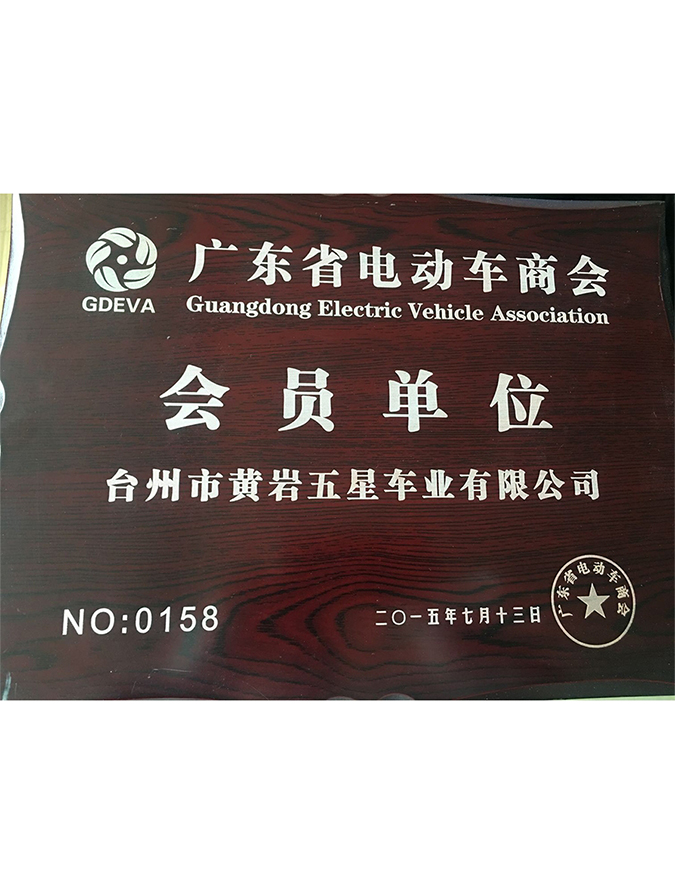 广东省电动车商会
GDEVA
Guangdong Electric Vehicle Association
会员单位
台州市黄岩五星车业有限公司
NO:0158
二〇一五年七月十三日
广东省电动车商会